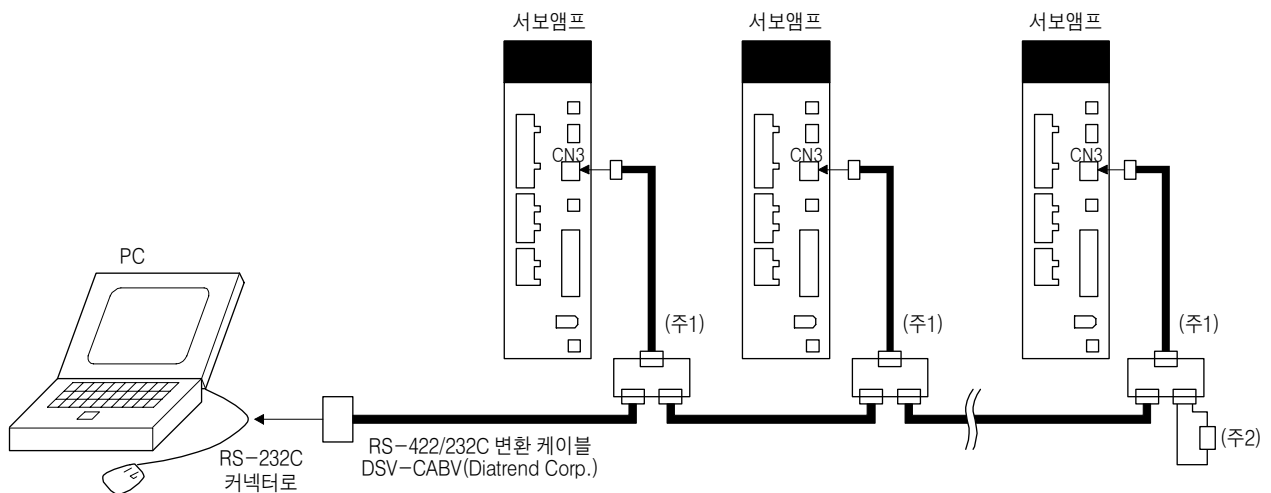 서보앰프
서보앰프
서보앰프
CN3
CN3
CN3
PC
(주1)
(주1)
(주1)
(주2)
RS-232C
커넥터로
RS-422/232C 변환 케이블
DSV-CABV(Diatrend Corp.)